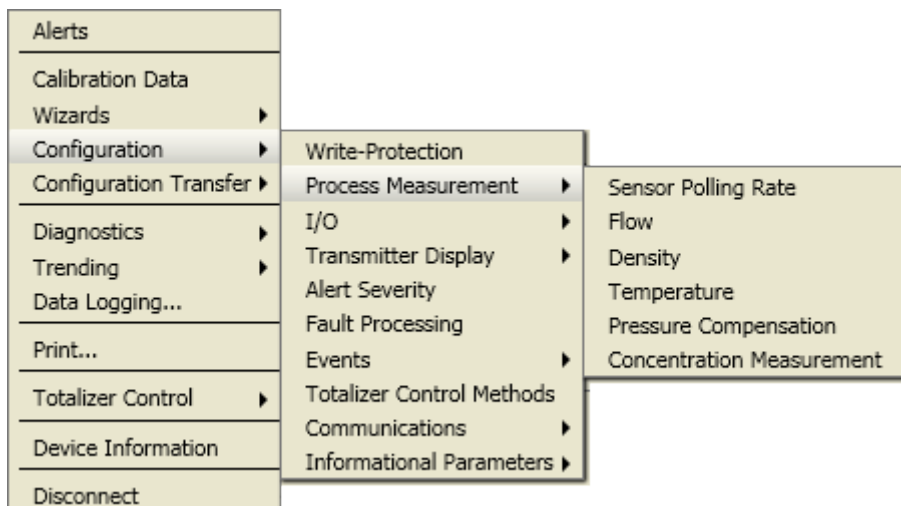 Alerts
Calibration Data
Wizards
Configuration
Configuration Transfer
Diagnostics
Trending
Data Logging...
Print...
Totalizer Control
Device Information
Disconnect
Write-Protection
Process Measurement
I/O
Transmitter Display
Alert Severity
Fault Processing
Events
Totalizer Control Methods
Communications
Informational Parameters
Sensor Polling Rate
Flow
Density
Temperature
Pressure Compensation
Concentration Measurement